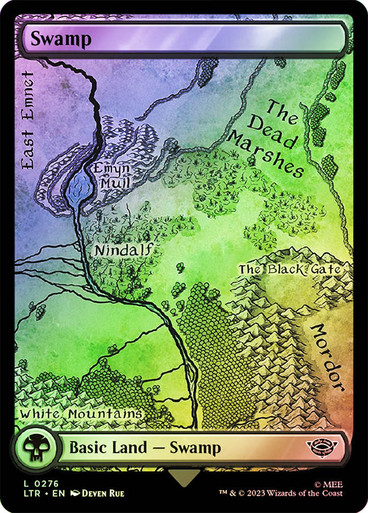 Swamp
East Emnet
The
Dead
Marshes
Emyn
Muil
Nindalf
The Black Gate
Mordor
White Mountains
Basic Land — Swamp
L 0276
LTR • EN Deven Rue
© MEE
™ & © 2023 Wizards of the Coast